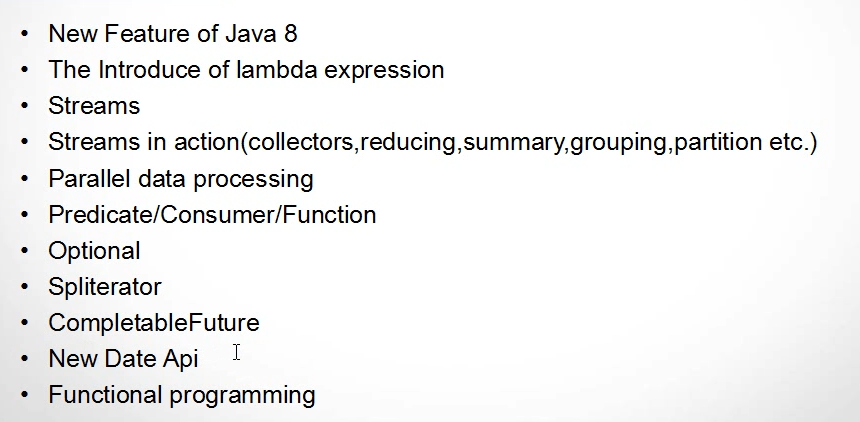 • New Feature of Java 8
• The Introduce of lambda expression
• Streams
• Streams in action(collectors,reducing,summary,grouping,partition etc.)
• Parallel data processing
• Predicate/Consumer/Function
• Optional
• Spliterator
• CompletableFuture
• New Date Api
• Functional programming